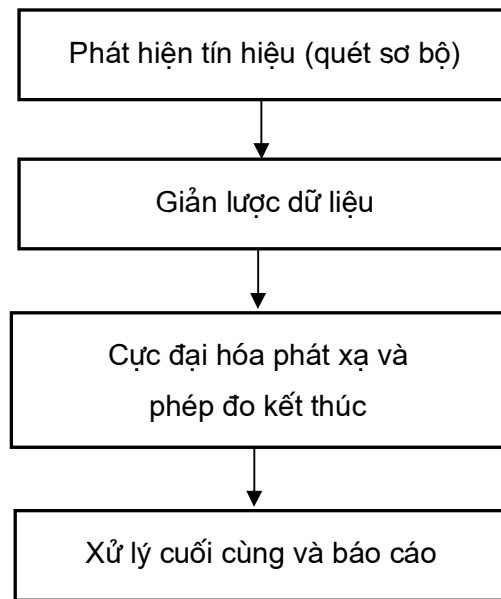 Phát hiện tín hiệu (quét sơ bộ)
Giản lược dữ liệu
Cực đại hóa phát xạ và
phép đo kết thúc
Xử lý cuối cùng và báo cáo